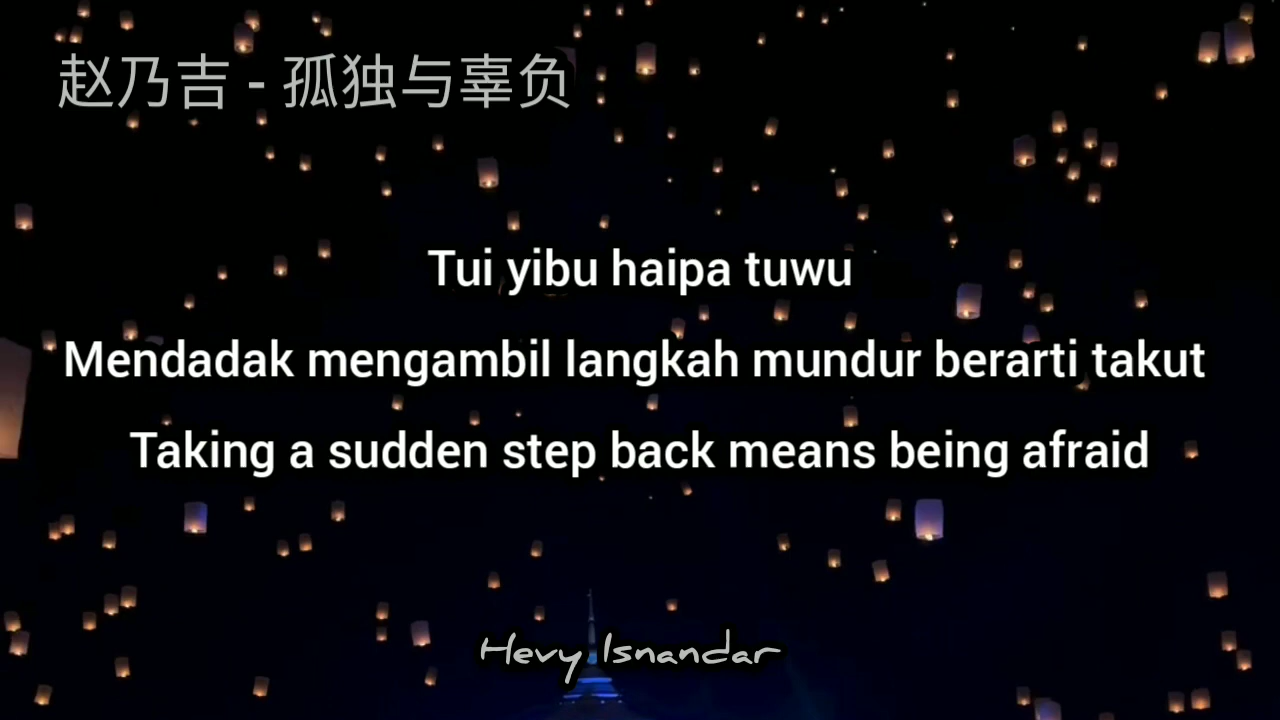 赵乃吉 - 孤独与辜负
Tui yibu haipa tuwu
Mendadak mengambil langkah mundur berarti takut
Taking a sudden step back means being afraid
Hevy Isnandar